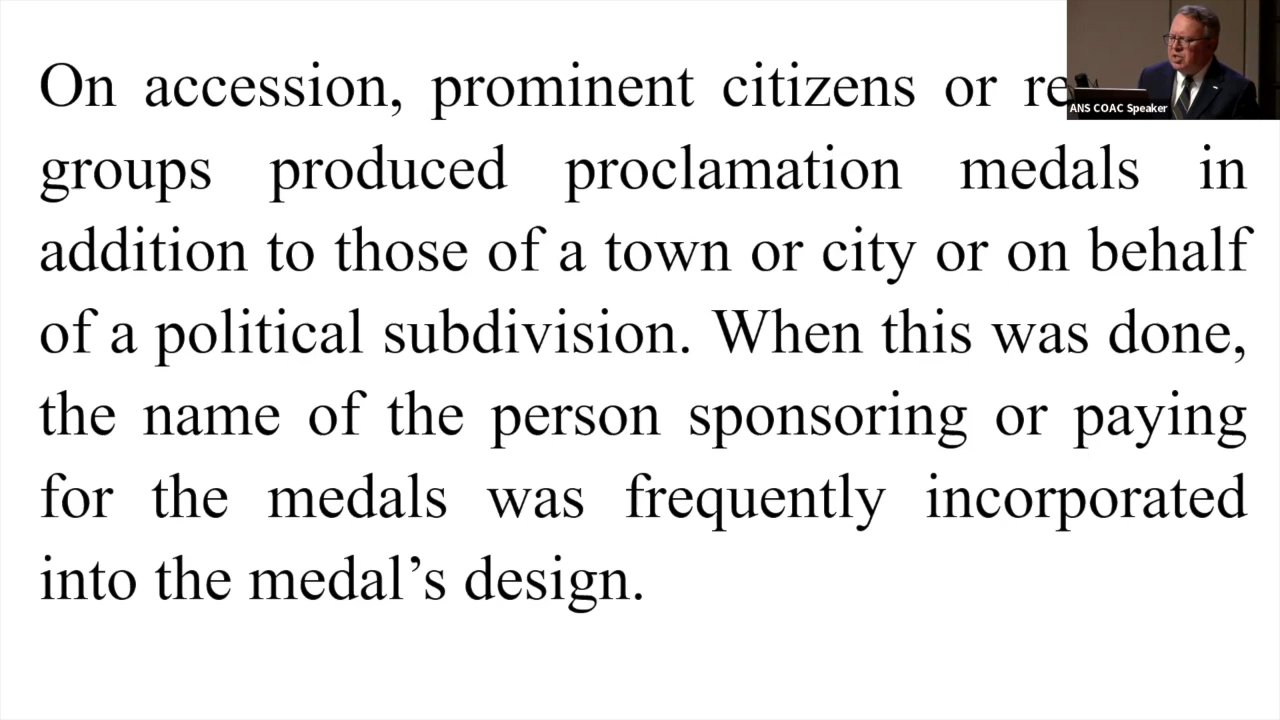 On accession, prominent citizens or
groups produced proclamation medals in
addition to those of a town or city or on behalf
of a political subdivision. When this was done,
the name of the person sponsoring or paying
for the medals was frequently incorporated
into the medal’s design.
ANS COAC Speaker